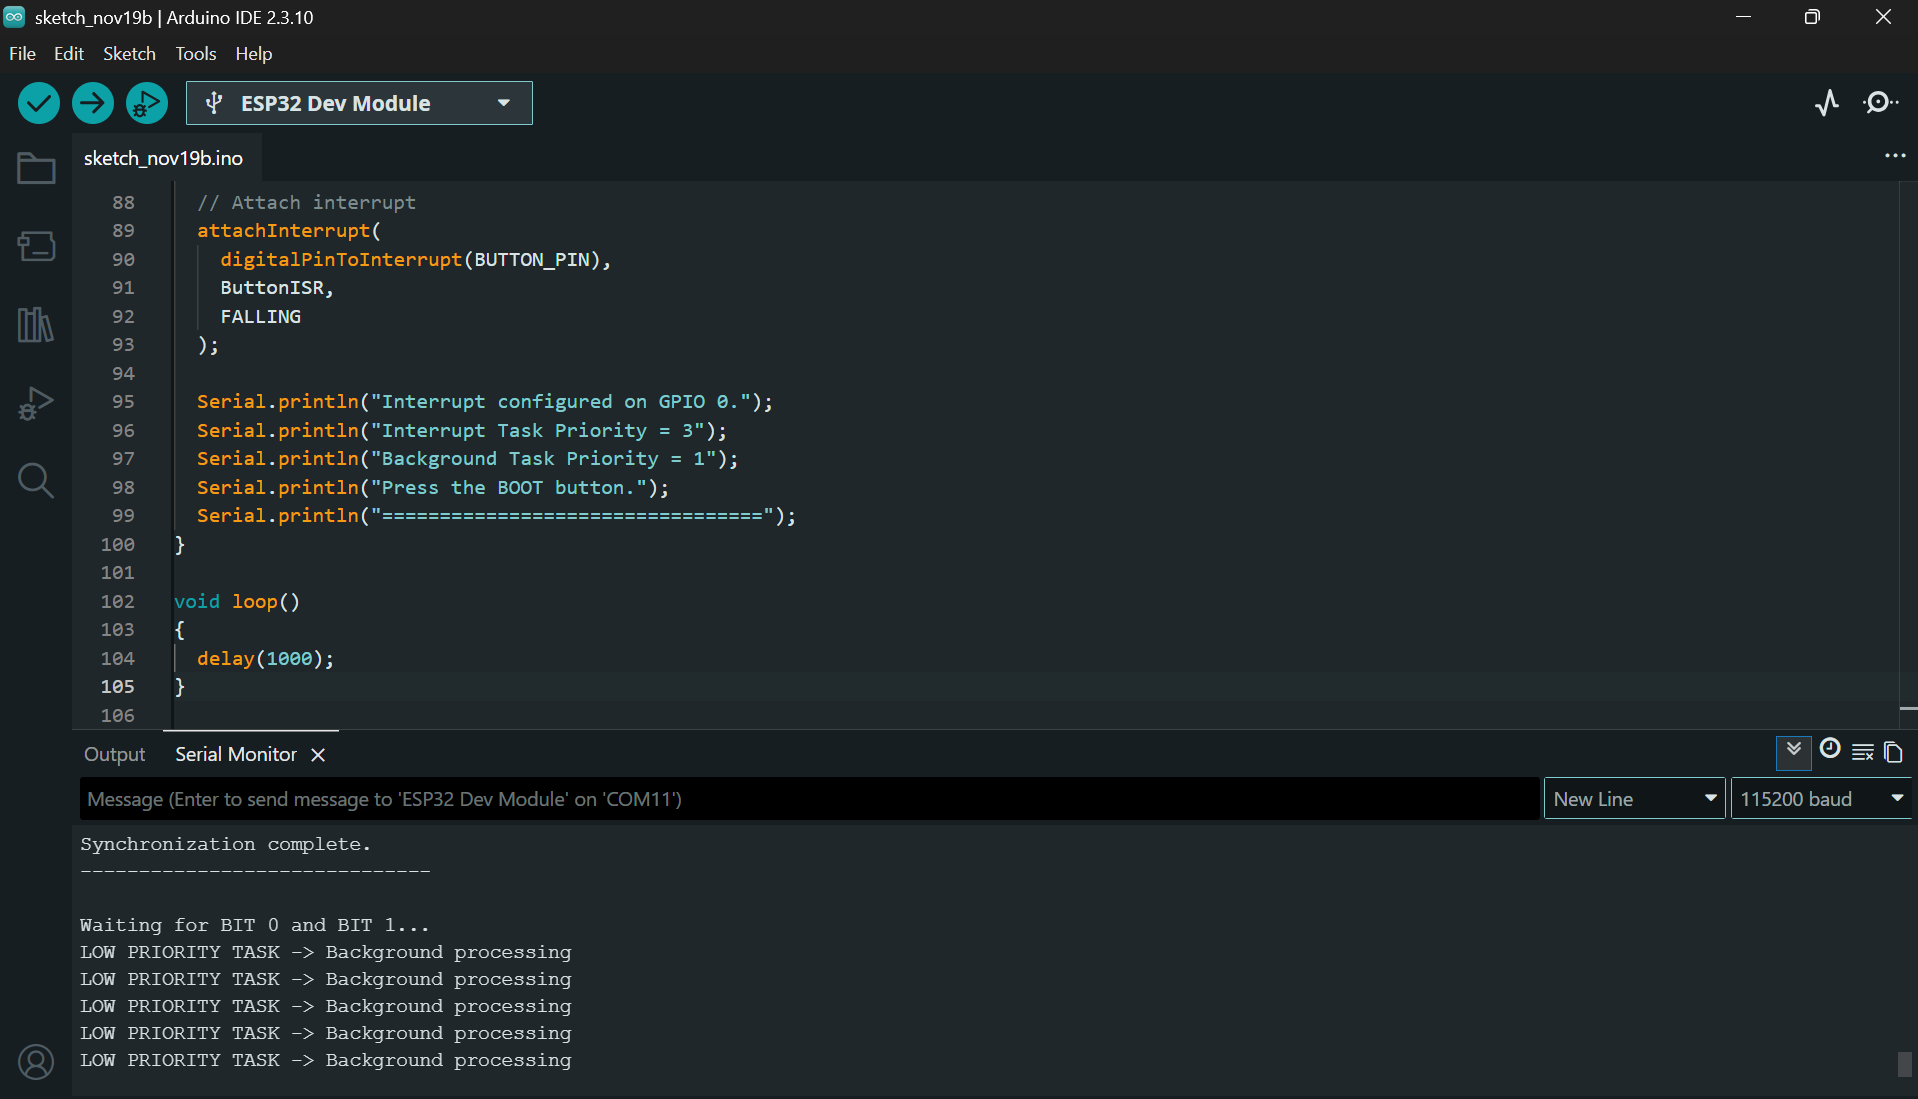 sketch_nov19b | Arduino IDE 2.3.10
File Edit Sketch Tools Help
ESP32 Dev Module
sketch_nov19b.ino
88 // Attach interrupt
89 attachInterrupt(
90 digitalPinToInterrupt(BUTTON_PIN),
91 ButtonISR,
92 FALLING
93 );
94
95 Serial.println("Interrupt configured on GPIO 0.");
96 Serial.println("Interrupt Task Priority = 3");
97 Serial.println("Background Task Priority = 1");
98 Serial.println("Press the BOOT button.");
99 Serial.println("=================================");
100 }
101
102 void loop()
103 {
104 delay(1000);
105 }
106
Output Serial Monitor
Message (Enter to send message to 'ESP32 Dev Module' on 'COM11') New Line 115200 baud
Synchronization complete.
------------------------------
Waiting for BIT 0 and BIT 1...
LOW PRIORITY TASK -> Background processing
LOW PRIORITY TASK -> Background processing
LOW PRIORITY TASK -> Background processing
LOW PRIORITY TASK -> Background processing
LOW PRIORITY TASK -> Background processing